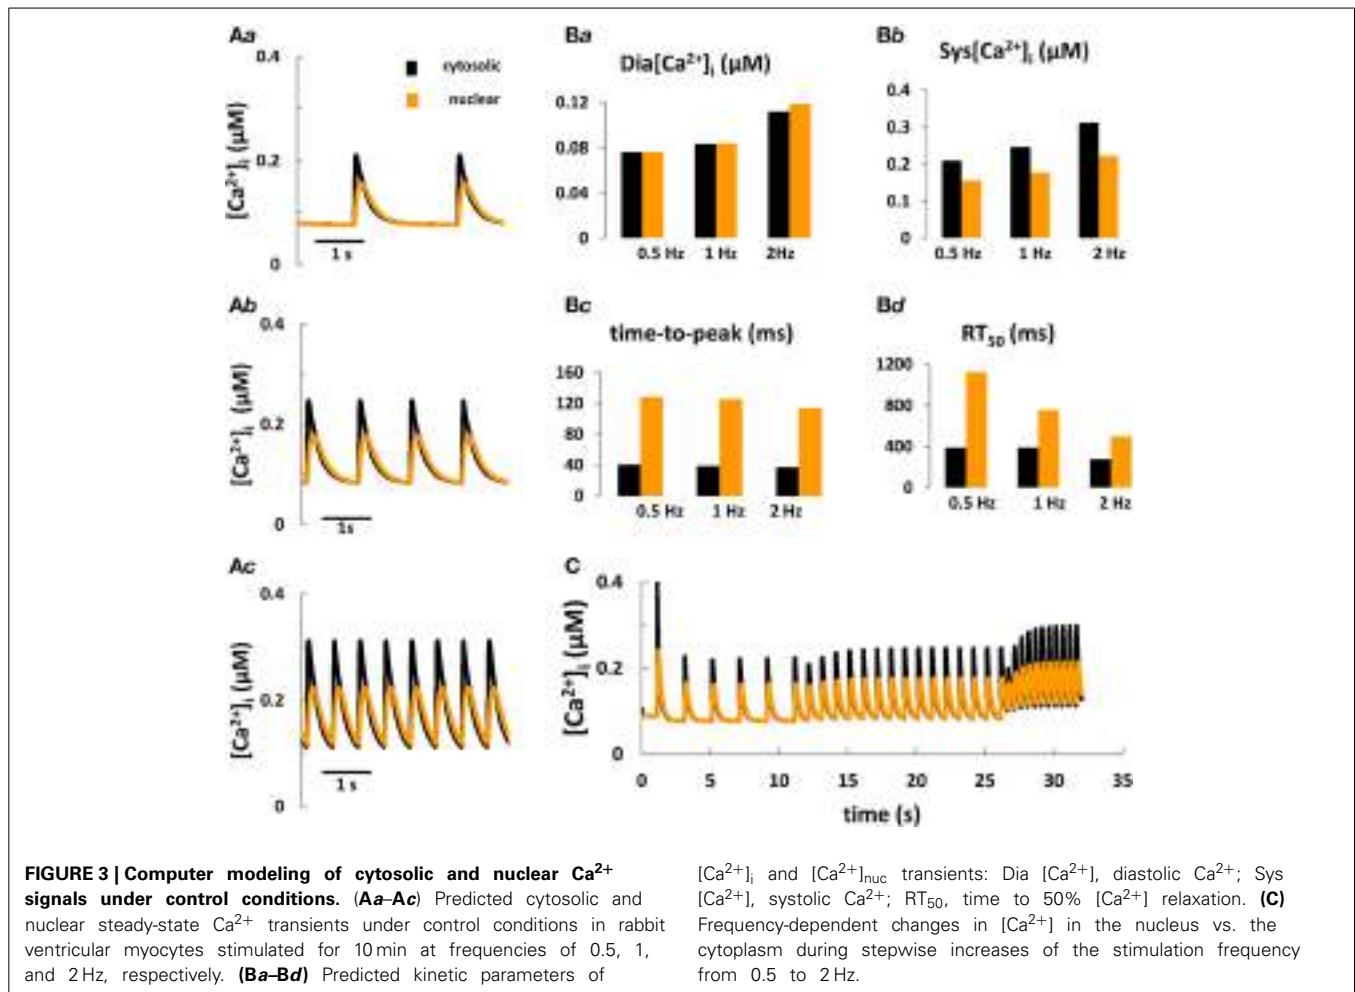 Aa
0.4
0.2
0
[Ca²⁺]ᵢ (µM)
cytosolic
nuclear
1 s
Ba
Dia[Ca²⁺]ᵢ (µM)
0.12
0.08
0.04
0
0.5 Hz 1 Hz 2Hz
Bb
Sys[Ca²⁺]ᵢ (µM)
0.4
0.3
0.2
0.1
0
0.5 Hz 1 Hz 2 Hz
Ab
0.4
0.2
0
[Ca²⁺]ᵢ (µM)
1s
Bc
time-to-peak (ms)
160
120
80
40
0
0.5 Hz 1 Hz 2 Hz
Bd
RT₅₀ (ms)
1200
800
400
0
0.5 Hz 1 Hz 2 Hz
Ac
0.4
0.2
0
[Ca²⁺]ᵢ (µM)
1 s
C
0.4
0.2
0
[Ca²⁺]ᵢ (µM)
0 5 10 15 20 25 30 35
time (s)
FIGURE 3 | Computer modeling of cytosolic and nuclear Ca²⁺
signals under control conditions. (Aa–Ac) Predicted cytosolic and
nuclear steady-state Ca²⁺ transients under control conditions in rabbit
ventricular myocytes stimulated for 10 min at frequencies of 0.5, 1,
and 2 Hz, respectively. (Ba–Bd) Predicted kinetic parameters of
[Ca²⁺]ᵢ and [Ca²⁺]nuc transients: Dia [Ca²⁺], diastolic Ca²⁺; Sys
[Ca²⁺], systolic Ca²⁺; RT₅₀, time to 50% [Ca²⁺] relaxation. (C)
Frequency-dependent changes in [Ca²⁺] in the nucleus vs. the
cytoplasm during stepwise increases of the stimulation frequency
from 0.5 to 2 Hz.